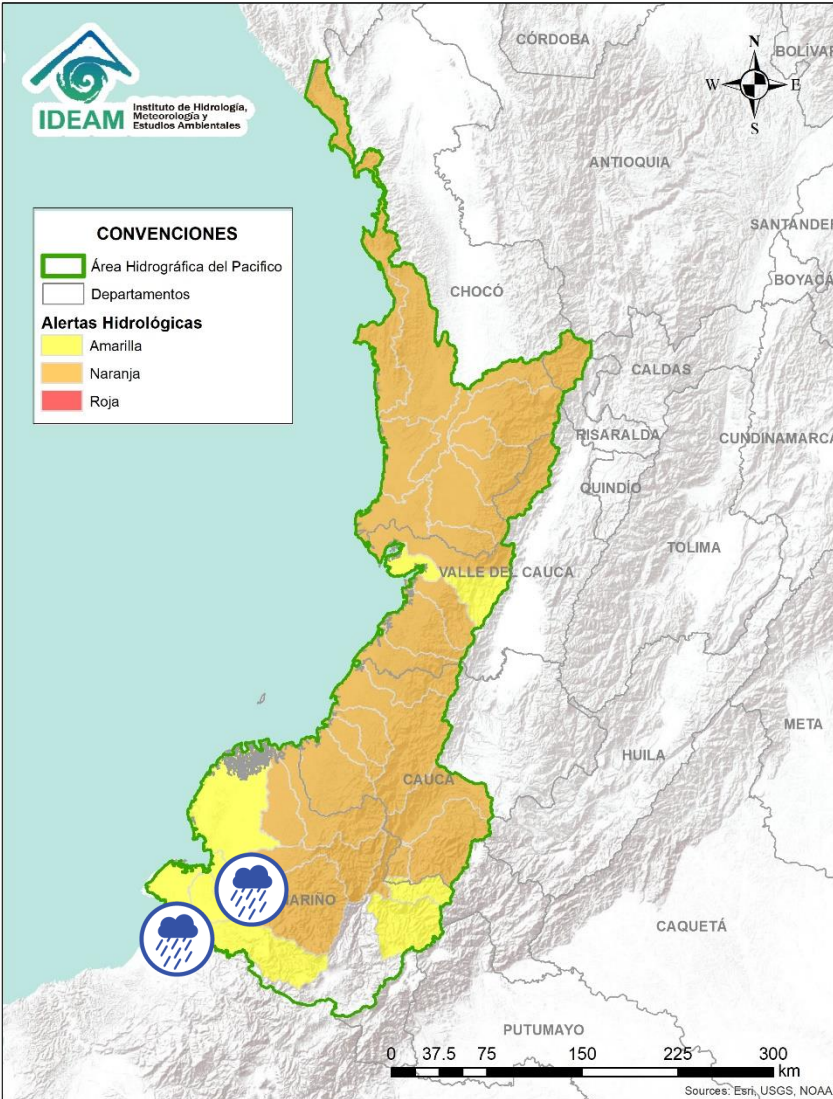 IDEAM
Instituto de Hidrología,
Meteorología y
Estudios Ambientales
N
W
E
S
CÓRDOBA
BOLÍVAR
ANTIOQUIA
SANTANDER
BOYACÁ
CHOCÓ
CALDAS
RISARALDA
CUNDINAMARCA
QUINDÍO
TOLIMA
VALLE DEL CAUCA
META
HUILA
CAUCA
ARIÑO
CAQUETÁ
PUTUMAYO
CONVENCIONES
Área Hidrográfica del Pacifico
Departamentos
Alertas Hidrológicas
Amarilla
Naranja
Roja
0 37.5 75 150 225 300
km
Sources: Esri, USGS, NOAA